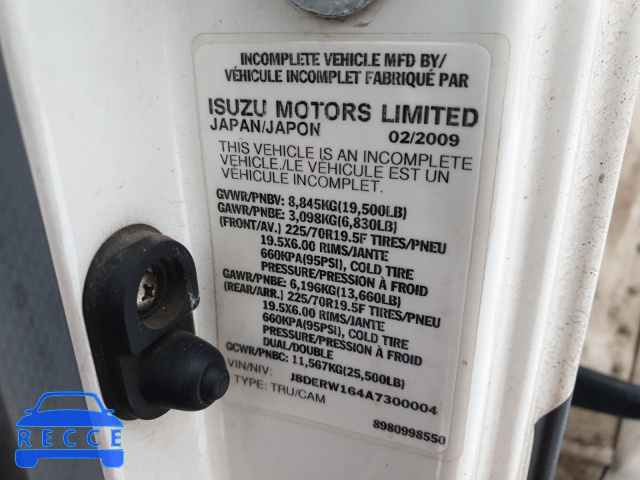 INCOMPLETE VEHICLE MFD BY/
VÉHICULE INCOMPLET FABRIQUÉ PAR
ISUZU MOTORS LIMITED
JAPAN/JAPON 02/2009
THIS VEHICLE IS AN INCOMPLETE
VEHICLE./LE VEHICULE EST UN
VÉHICULE INCOMPLET.
GVWR/PNBV: 8,845KG(19,500LB)
GAWR/PNBE: 3,098KG(6,830LB)
(FRONT/AV.) 225/70R19.5F TIRES/PNEU
19.5X6.00 RIMS/JANTE
660KPA(95PSI), COLD TIRE
PRESSURE/PRESSION À FROID
GAWR/PNBE: 6,196KG(13,660LB)
(REAR/ARR.) 225/70R19.5F TIRES/PNEU
19.5X6.00 RIMS/JANTE
660KPA(95PSI), COLD TIRE
PRESSURE/PRESSION À FROID
DUAL/DOUBLE
GCWR/PNBC: 11,567KG(25,500LB)
VIN/NIV: J8DERW164A7300004
TYPE: TRU/CAM
8980998550
RECCE